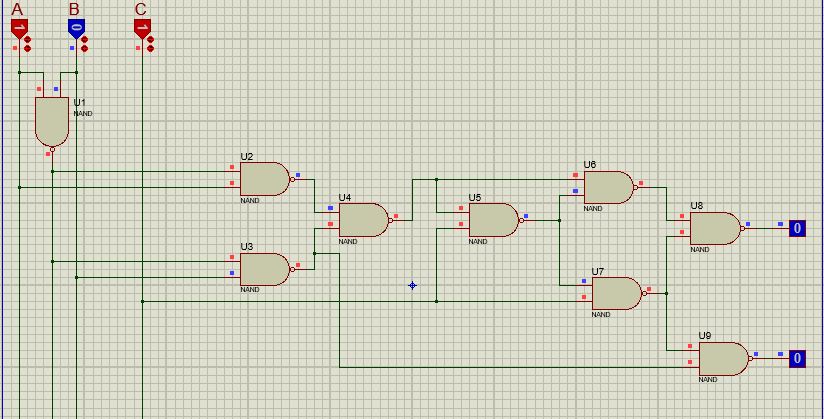 A B C
1 0 1
U1
NAND
U2
NAND
U3
NAND
U4
NAND
U5
NAND
U6
NAND
U7
NAND
U8
NAND
0
U9
NAND
0